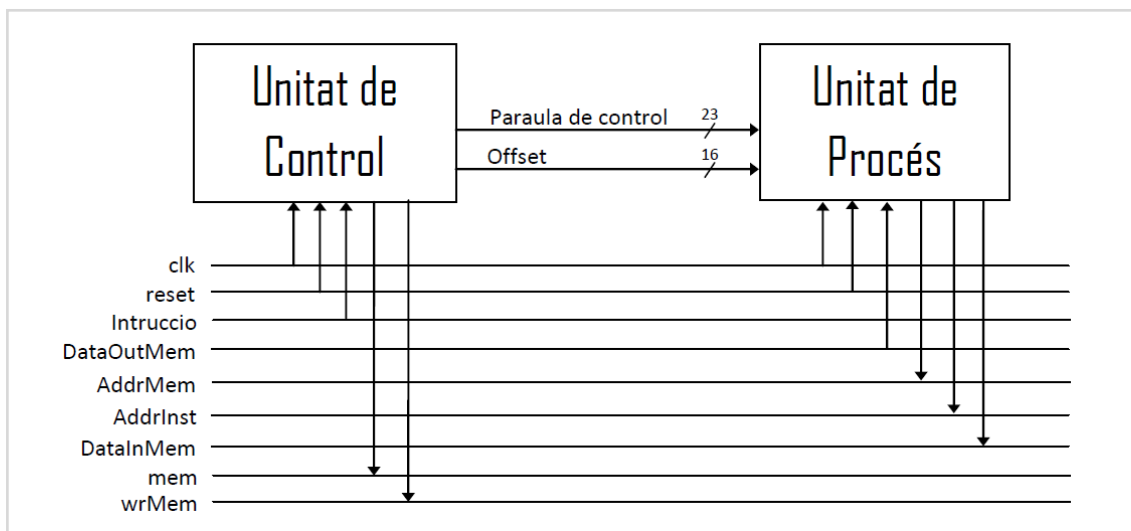 Unitat de
Control
Unitat de
Procés
Paraula de control 23
Offset 16
clk
reset
Intruccio
DataOutMem
AddrMem
AddrInst
DataInMem
mem
wrMem